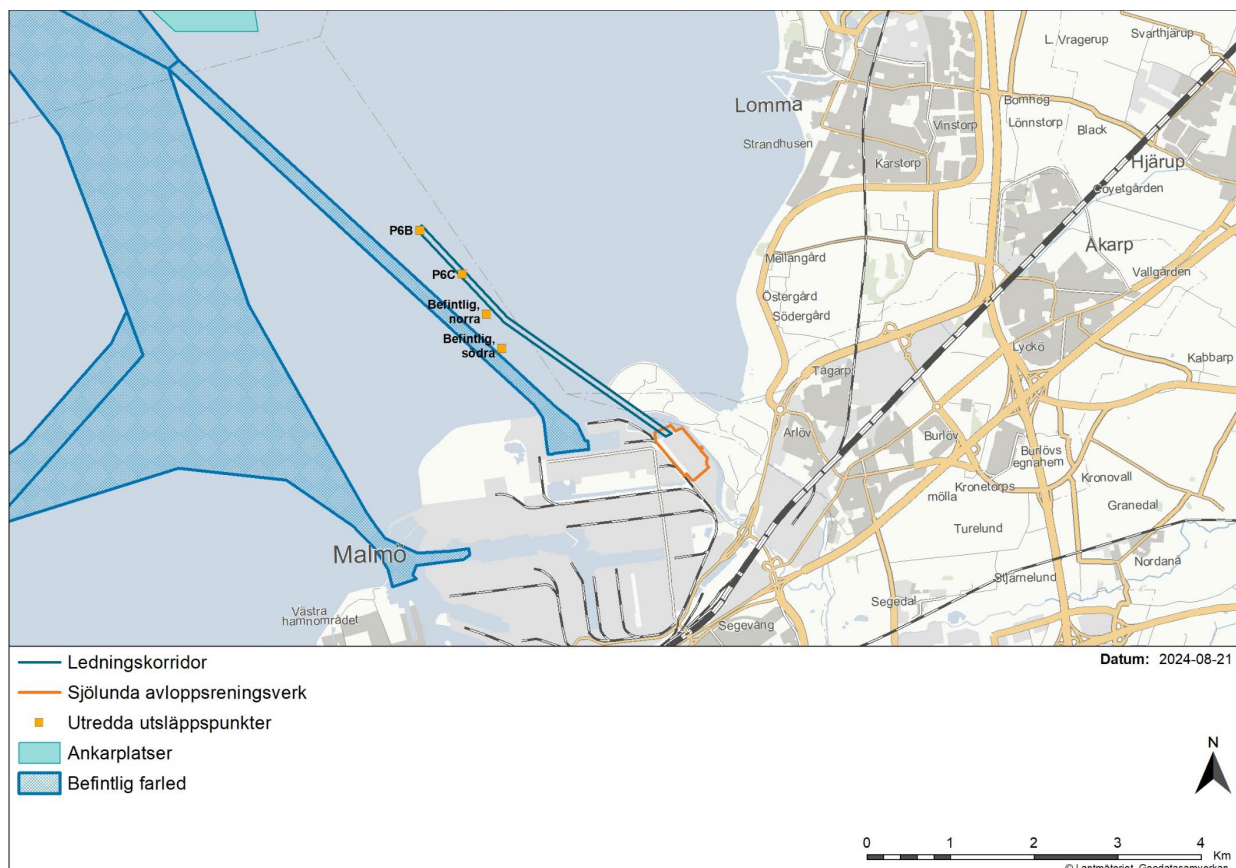 L. Vragerup
Svarthjärup
Lomma
Bomhög
Lönnstorp
Vinstorp
Black
Strandhusen
Karstorp
Hjärup
Coyetgården
P6B
Åkarp
Mellangård
Vallgården
P6C
Östergård
Befintlig,
norra
Södergård
Befintlig,
södra
Lyckö
Kabbarp
Tågarp
Arlöv
Burlöv
Burlövs
egnahem
Kronovall
Kronetorps
mölla
Granedal
Turelund
Malmö
Nordanå
Stjärnelund
Segedal
Västra
hamnområdet
Segevång
Datum: 2024-08-21
Ledningskorridor
Sjölunda avloppsreningsverk
Utredda utsläppspunkter
Ankarplatser
Befintlig farled
N
0 1 2 3 4
Km
© Lantmäteriet, Geodatasamverkan